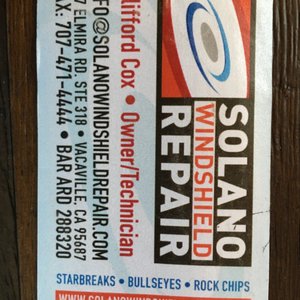 SOLANO
WINDSHIELD
REPAIR
lifford Cox • Owner/Technician
FO@SOLANOWINDSHIELDREPAIR.COM
7 ELMIRA RD. STE 318 • VACAVILLE, CA 95687
AX: 707-471-4444 • BAR ARD 288320
STARBREAKS • BULLSEYES • ROCK CHIPS